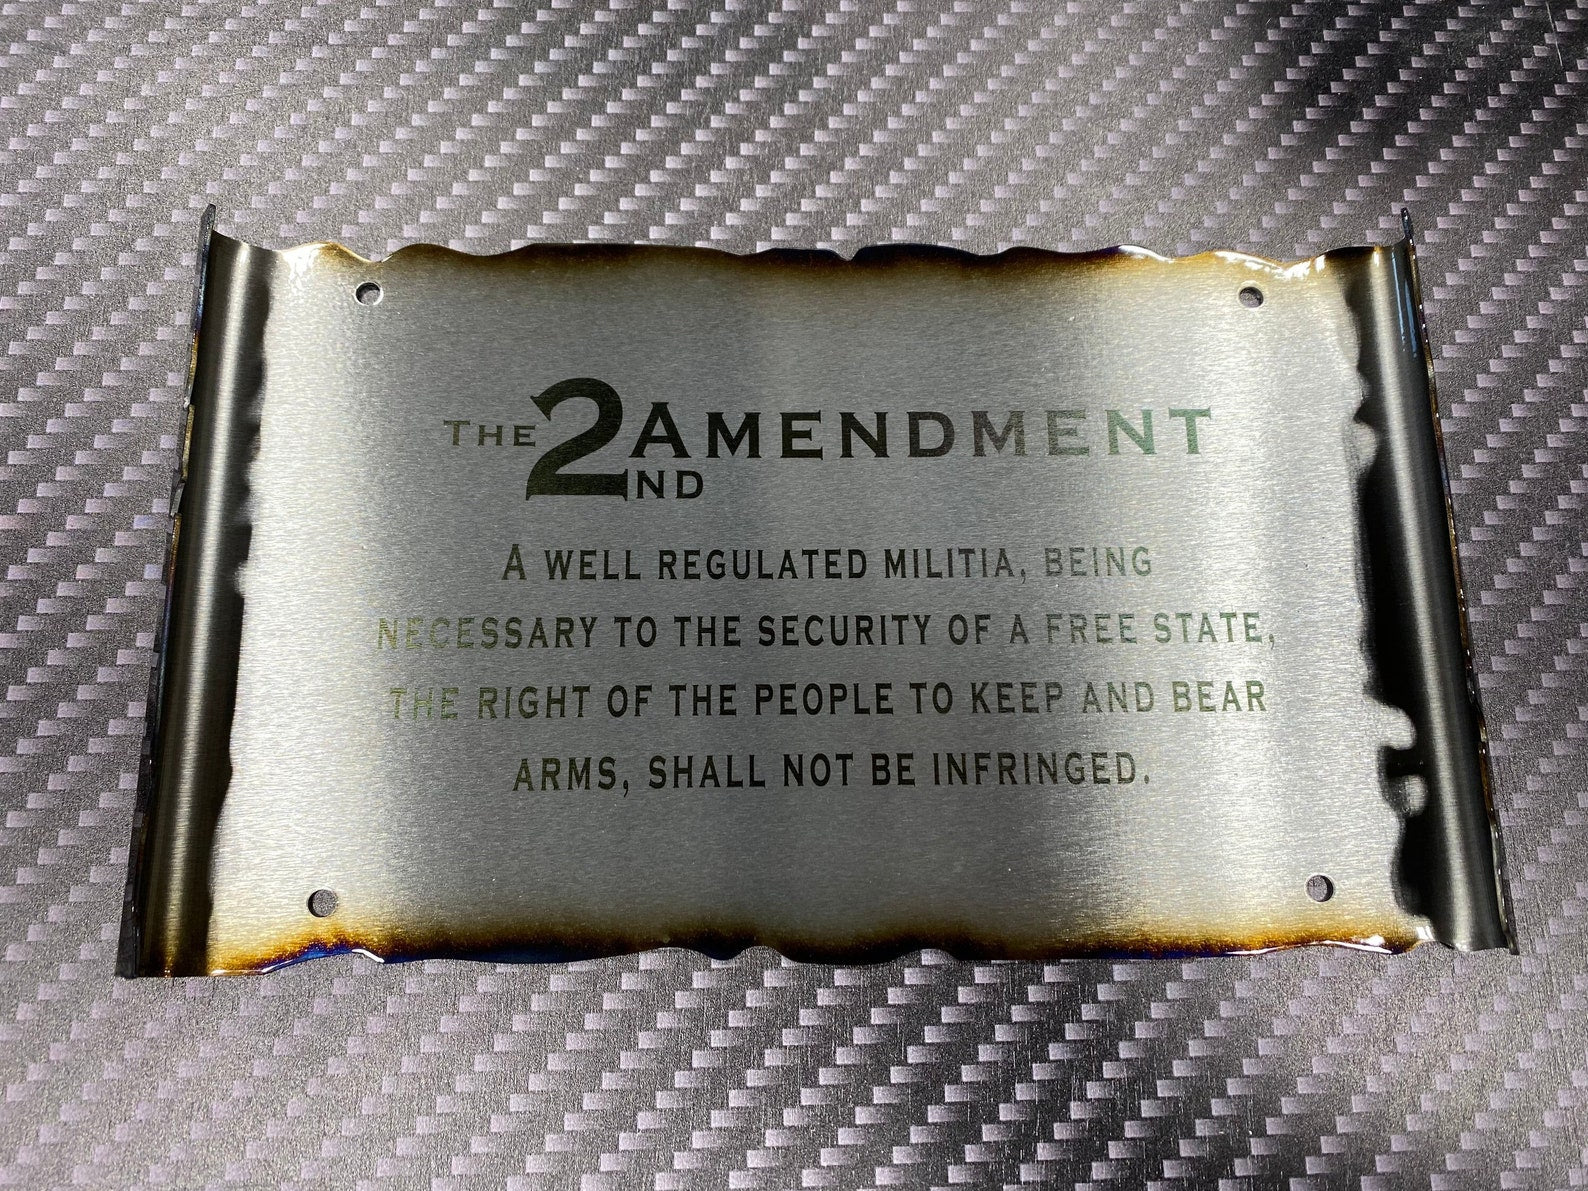 The 2nd Amendment
A well regulated militia, being
necessary to the security of a free state,
the right of the people to keep and bear
arms, shall not be infringed.